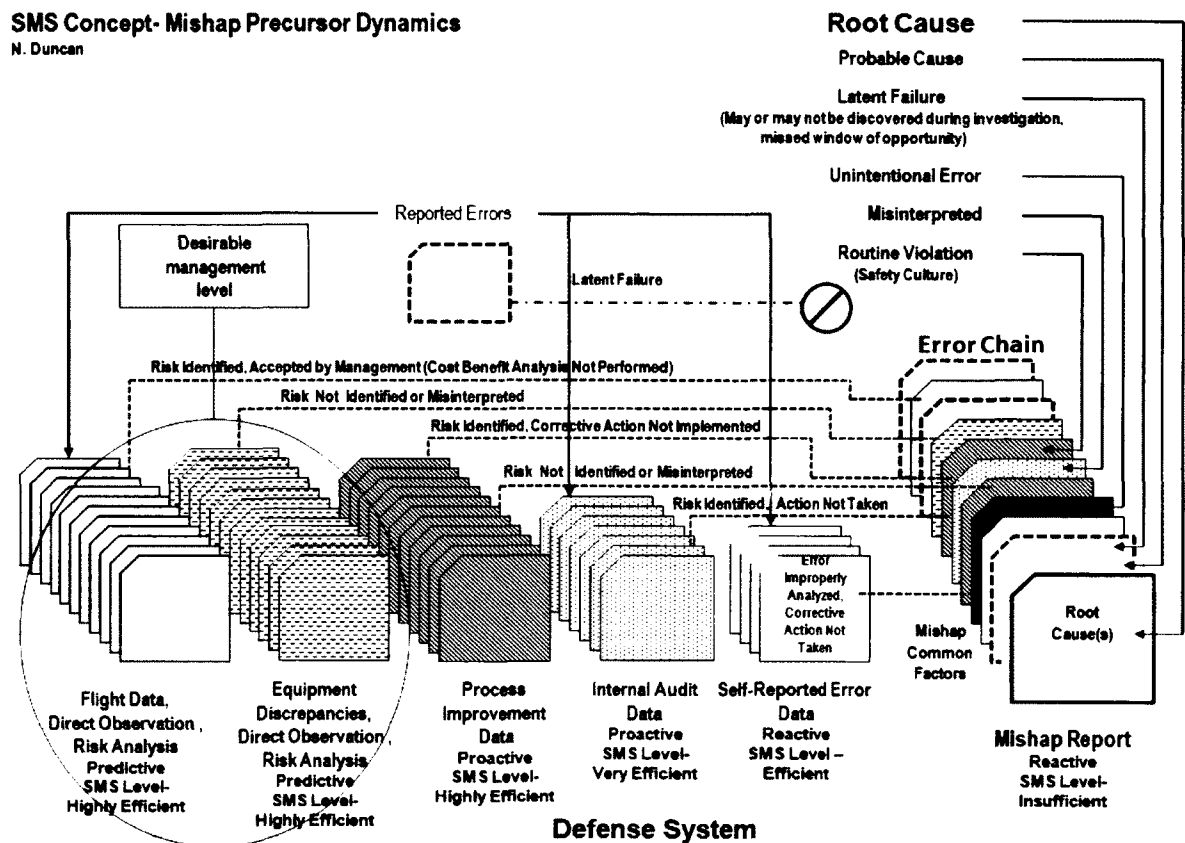 SMS Concept- Mishap Precursor Dynamics
N. Duncan
Root Cause
Probable Cause
Latent Failure
(May or may not be discovered during investigation,
missed window of opportunity)
Unintentional Error
Misinterpreted
Routine Violation
(Safety Culture)
Reported Errors
Desirable
management
level
Latent Failure
Error Chain
Risk Identified, Accepted by Management (Cost Benefit Analysis Not Performed)
Risk Not Identified or Misinterpreted
Risk Identified, Corrective Action Not Implemented
Risk Not Identified or Misinterpreted
Risk Identified, Action Not Taken
Error
Improperly
Analyzed,
Corrective
Action Not
Taken
Mishap
Common
Factors
Root
Cause(s)
Flight Data,
Direct Observation ,
Risk Analysis
Predictive
SMS Level-
Highly Efficient
Equipment
Discrepancies,
Direct Observation ,
Risk Analysis
Predictive
SMS Level-
Highly Efficient
Process
Improvement
Data
Proactive
SMS Level-
Highly Efficient
Internal Audit
Data
Proactive
SMS Level-
Very Efficient
Self-Reported Error
Data
Reactive
SMS Level –
Efficient
Mishap Report
Reactive
SMS Level-
Insufficient
Defense System